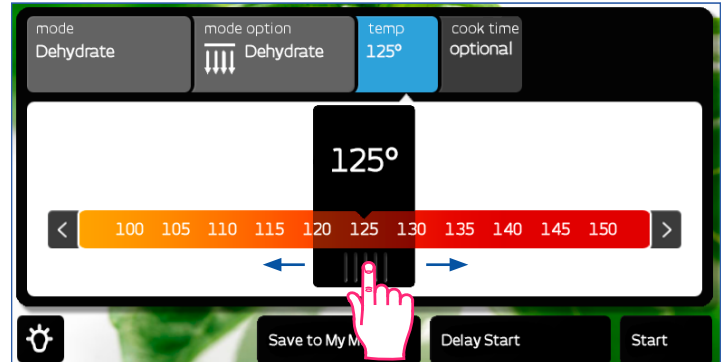 mode
Dehydrate
mode option
Dehydrate
temp
125°
cook time
optional
125°
< 100 105 110 115 120 125 130 135 140 145 150 >
Save to My M
Delay Start
Start